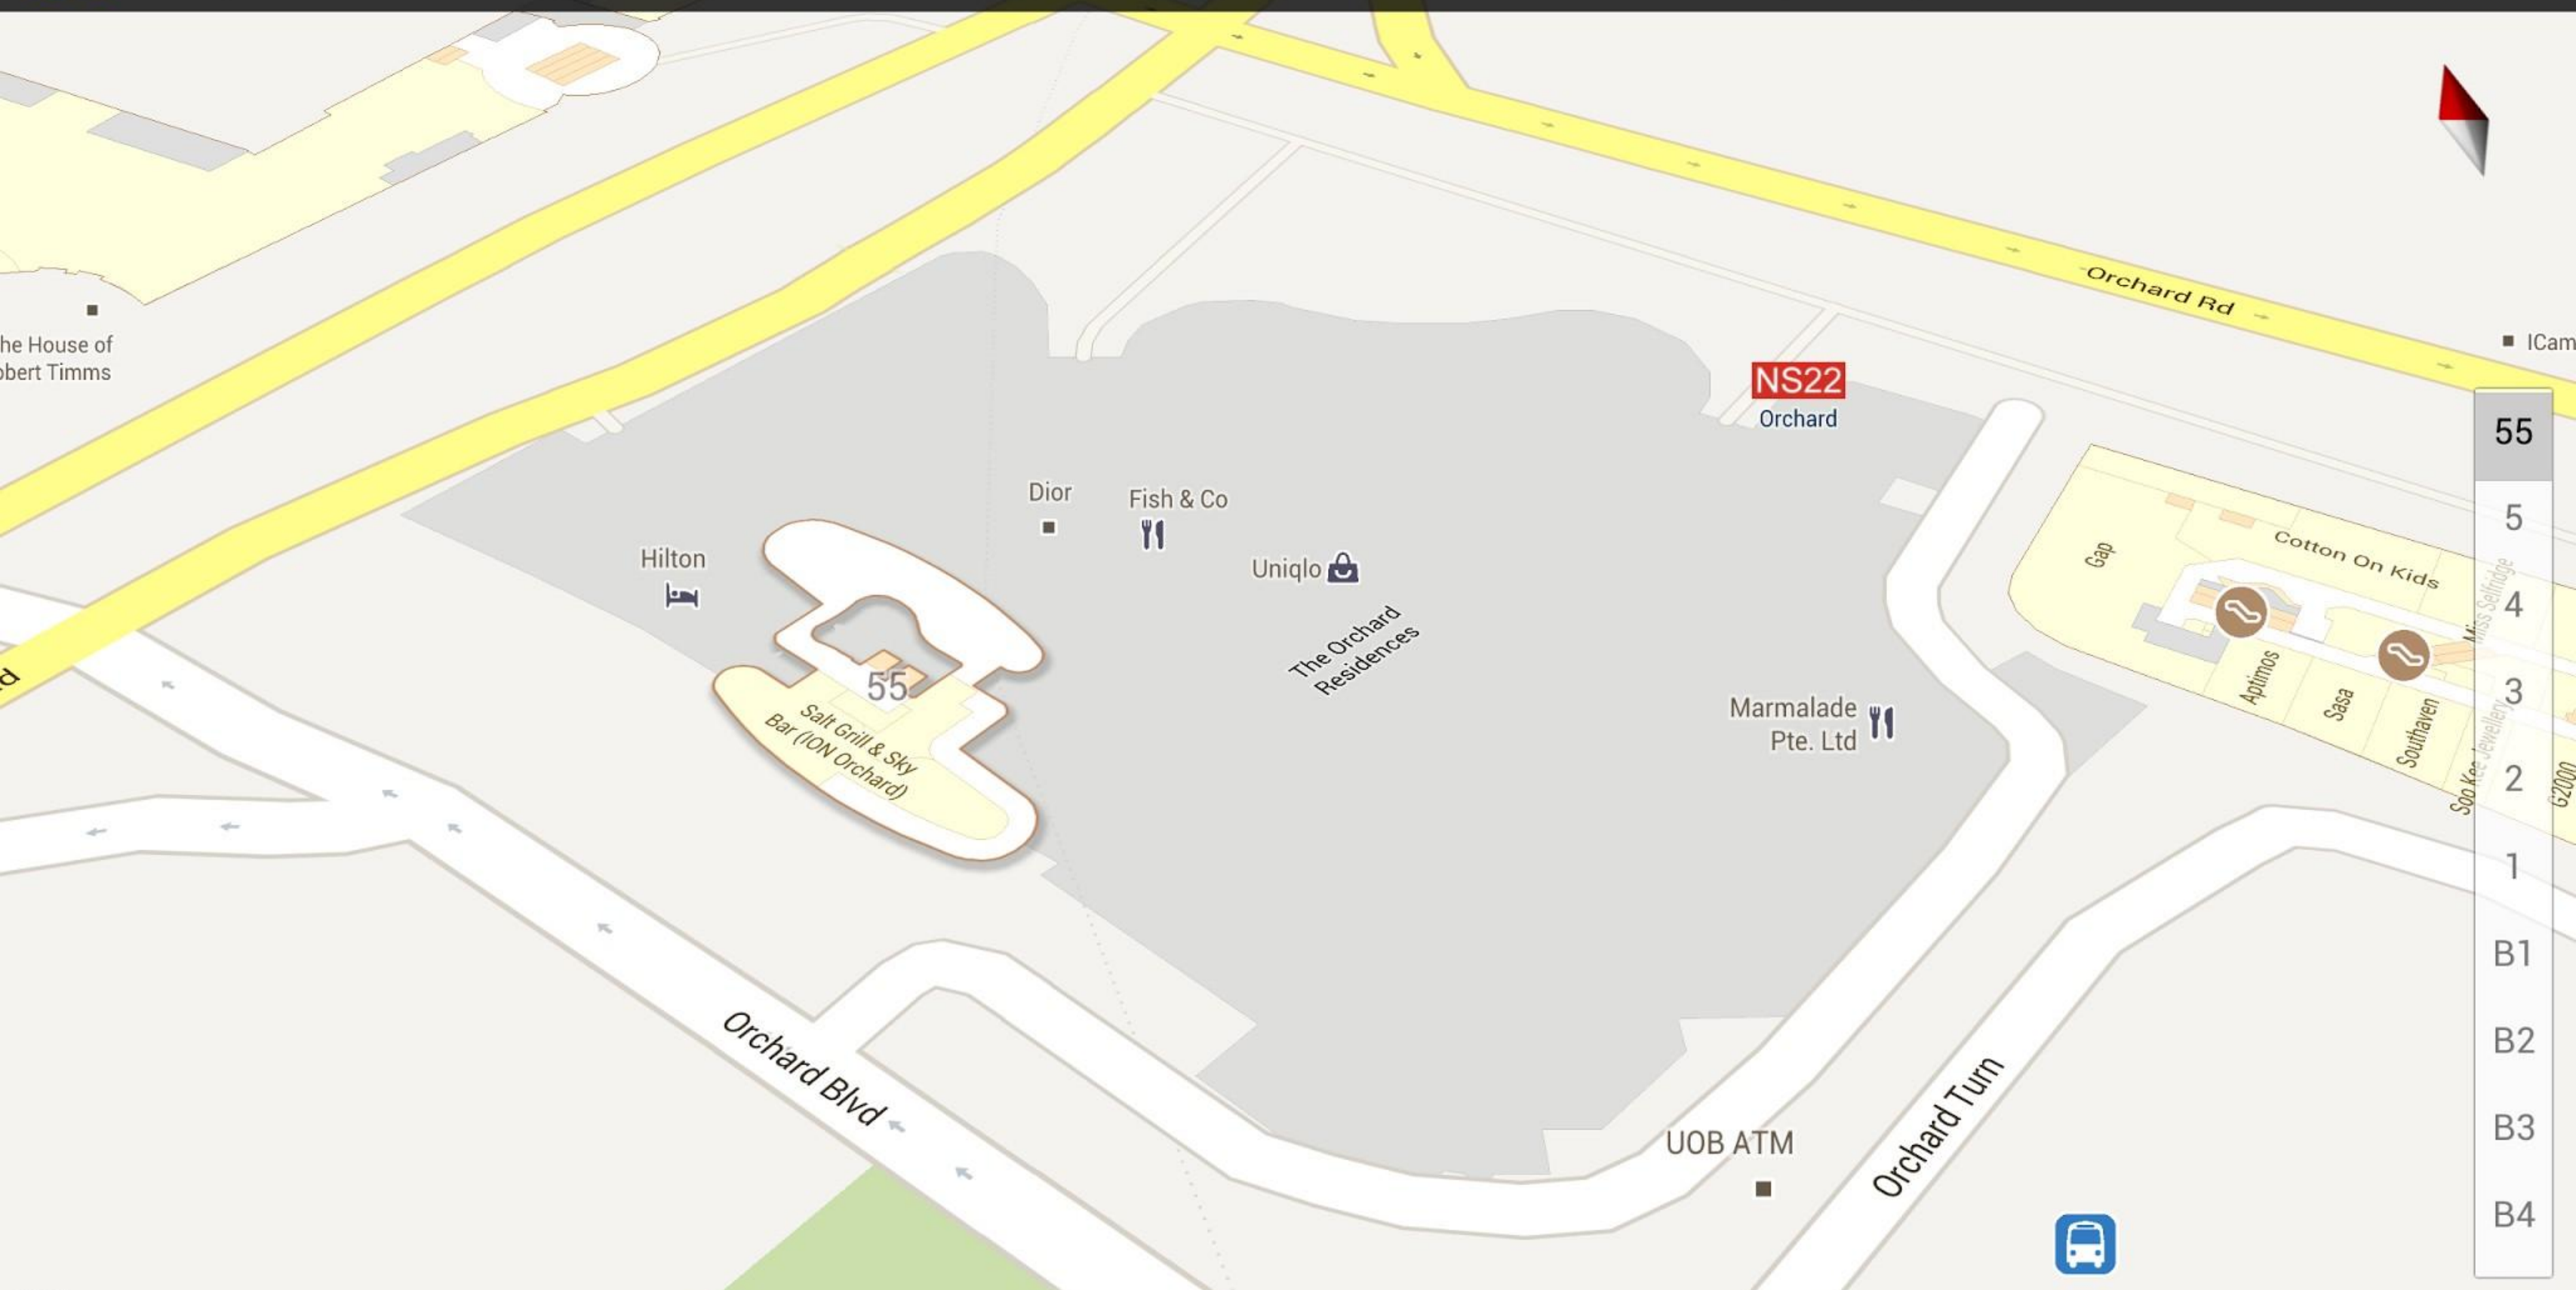 Orchard Rd
he House of
obert Timms
ICam
NS22
Orchard
55
5
4
3
2
1
B1
B2
B3
B4
Dior
Fish & Co
Hilton
Uniqlo
The Orchard
Residences
Gap
Cotton On Kids
Miss Selfridge
Aptimos
Sasa
Southaven
Soo Kee Jewellery
G2000
55
Salt Grill & Sky
Bar (ION Orchard)
Marmalade
Pte. Ltd
d
Orchard Blvd
Orchard Turn
UOB ATM